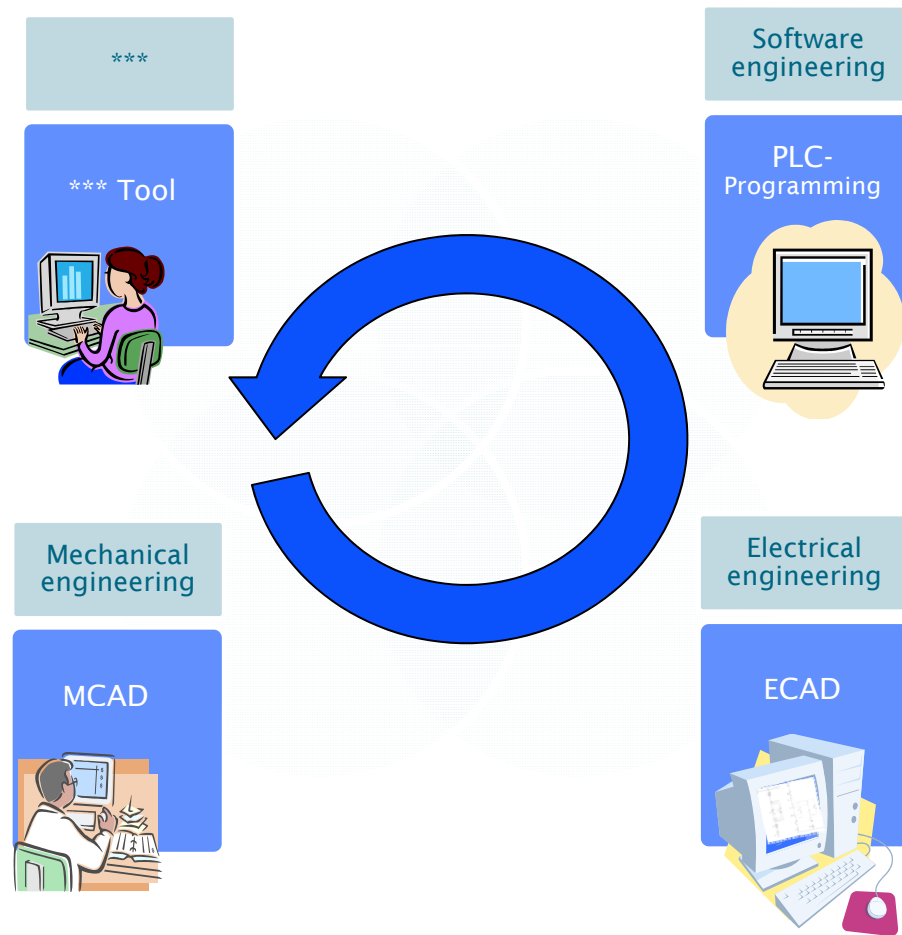 ***
*** Tool
Software
engineering
PLC-
Programming
Mechanical
engineering
MCAD
Electrical
engineering
ECAD